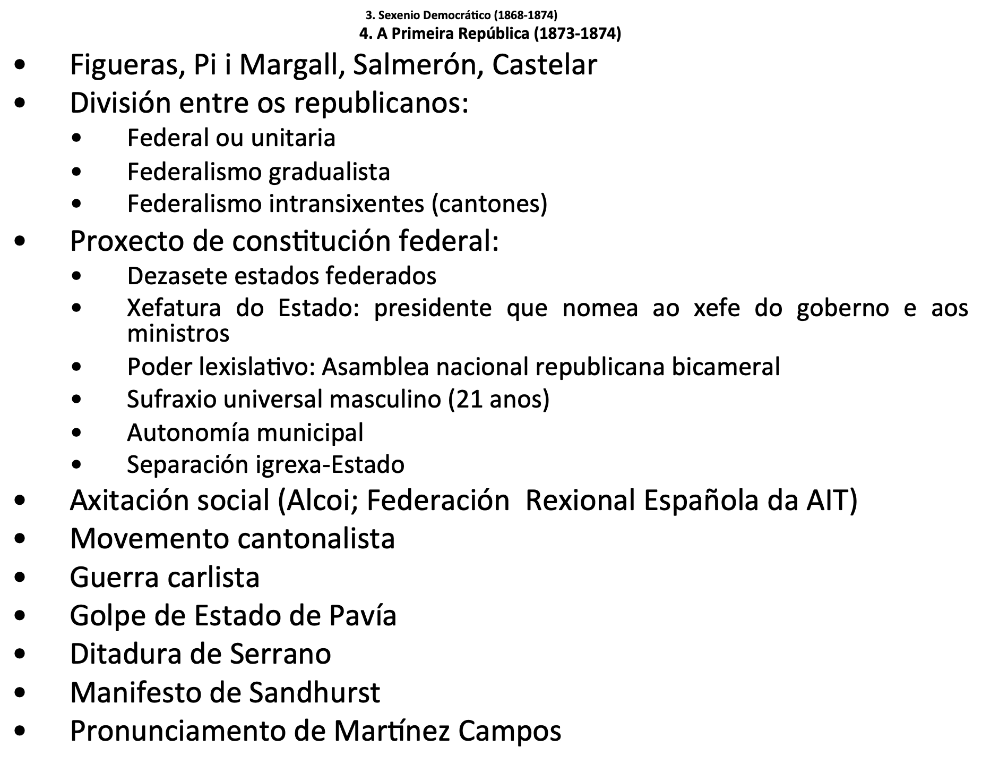 3. Sexenio Democrático (1868-1874)
4. A Primeira República (1873-1874)
• Figueras, Pi i Margall, Salmerón, Castelar
• División entre os republicanos:
• Federal ou unitaria
• Federalismo gradualista
• Federalismo intransixentes (cantones)
• Proxecto de constitución federal:
• Dezasete estados federados
• Xefatura do Estado: presidente que nomea ao xefe do goberno e aos
ministros
• Poder lexislativo: Asamblea nacional republicana bicameral
• Sufraxio universal masculino (21 anos)
• Autonomía municipal
• Separación igrexa-Estado
• Axitación social (Alcoi; Federación  Rexional Española da AIT)
• Movemento cantonalista
• Guerra carlista
• Golpe de Estado de Pavía
• Ditadura de Serrano
• Manifesto de Sandhurst
• Pronunciamento de Martínez Campos